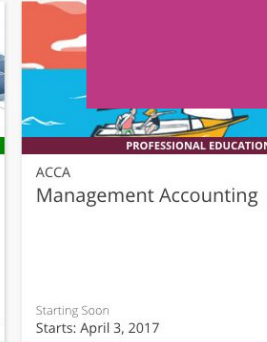 PROFESSIONAL EDUCATION
ACCA
Management Accounting
Starting Soon
Starts: April 3, 2017